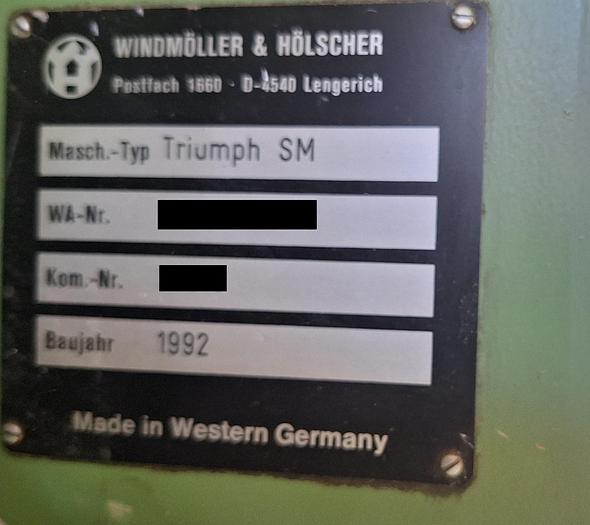 WINDMÖLLER & HÖLSCHER
Postfach 1660 · D-4540 Lengerich
Masch.-Typ Triumph SM
WA-Nr.
Kom.-Nr.
Baujahr 1992
Made in Western Germany